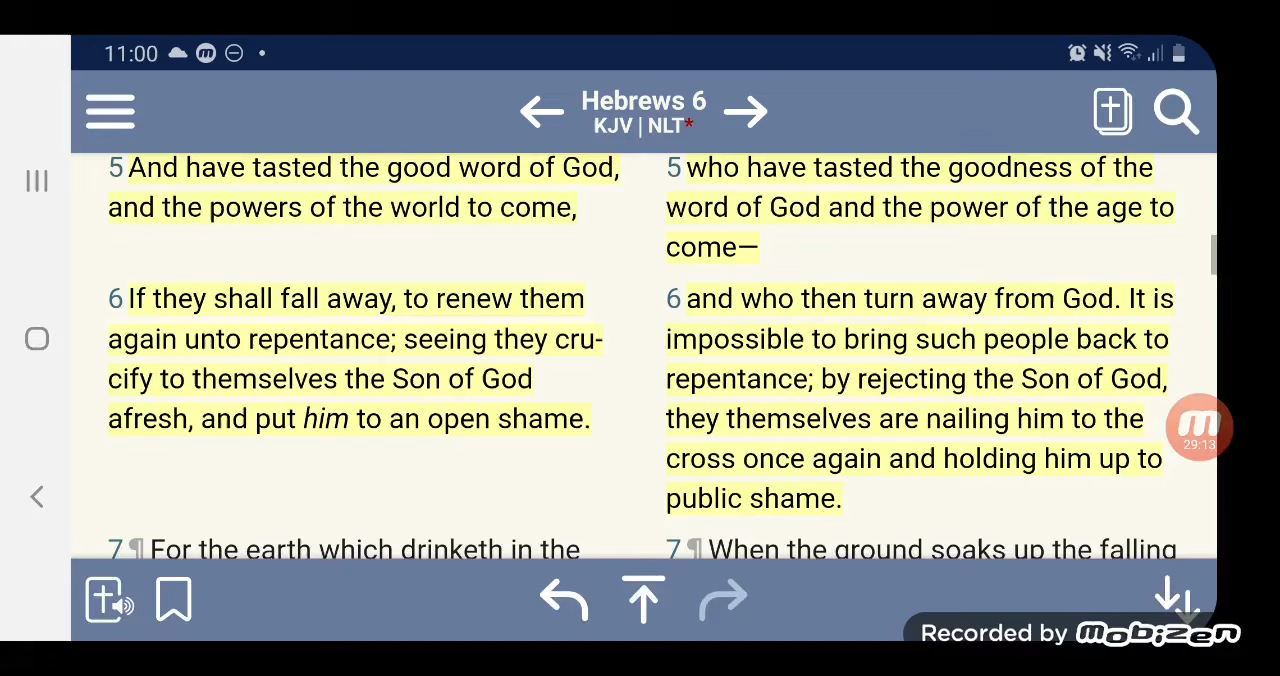 11:00
Hebrews 6
KJV | NLT*
5 And have tasted the good word of God,
and the powers of the world to come,
6 If they shall fall away, to renew them
again unto repentance; seeing they cru-
cify to themselves the Son of God
afresh, and put him to an open shame.
7 ¶ For the earth which drinketh in the
5 who have tasted the goodness of the
word of God and the power of the age to
come—
6 and who then turn away from God. It is
impossible to bring such people back to
repentance; by rejecting the Son of God,
they themselves are nailing him to the
cross once again and holding him up to
public shame.
7 ¶ When the ground soaks up the falling
29:13
Recorded by mobizen